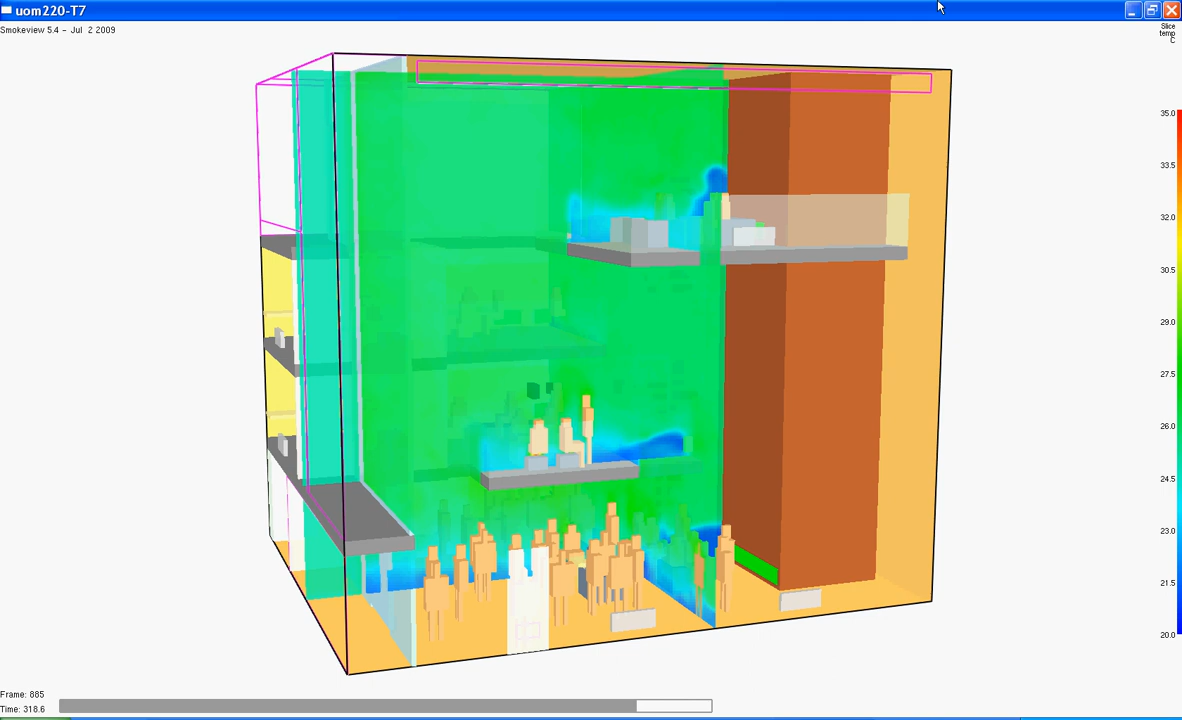 uom220-T7
Smokeview 5.4 - Jul 2 2009
Slice
temp
C
35.0
33.5
32.0
30.5
29.0
27.5
26.0
24.5
23.0
21.5
20.0
Frame: 885
Time: 318.6